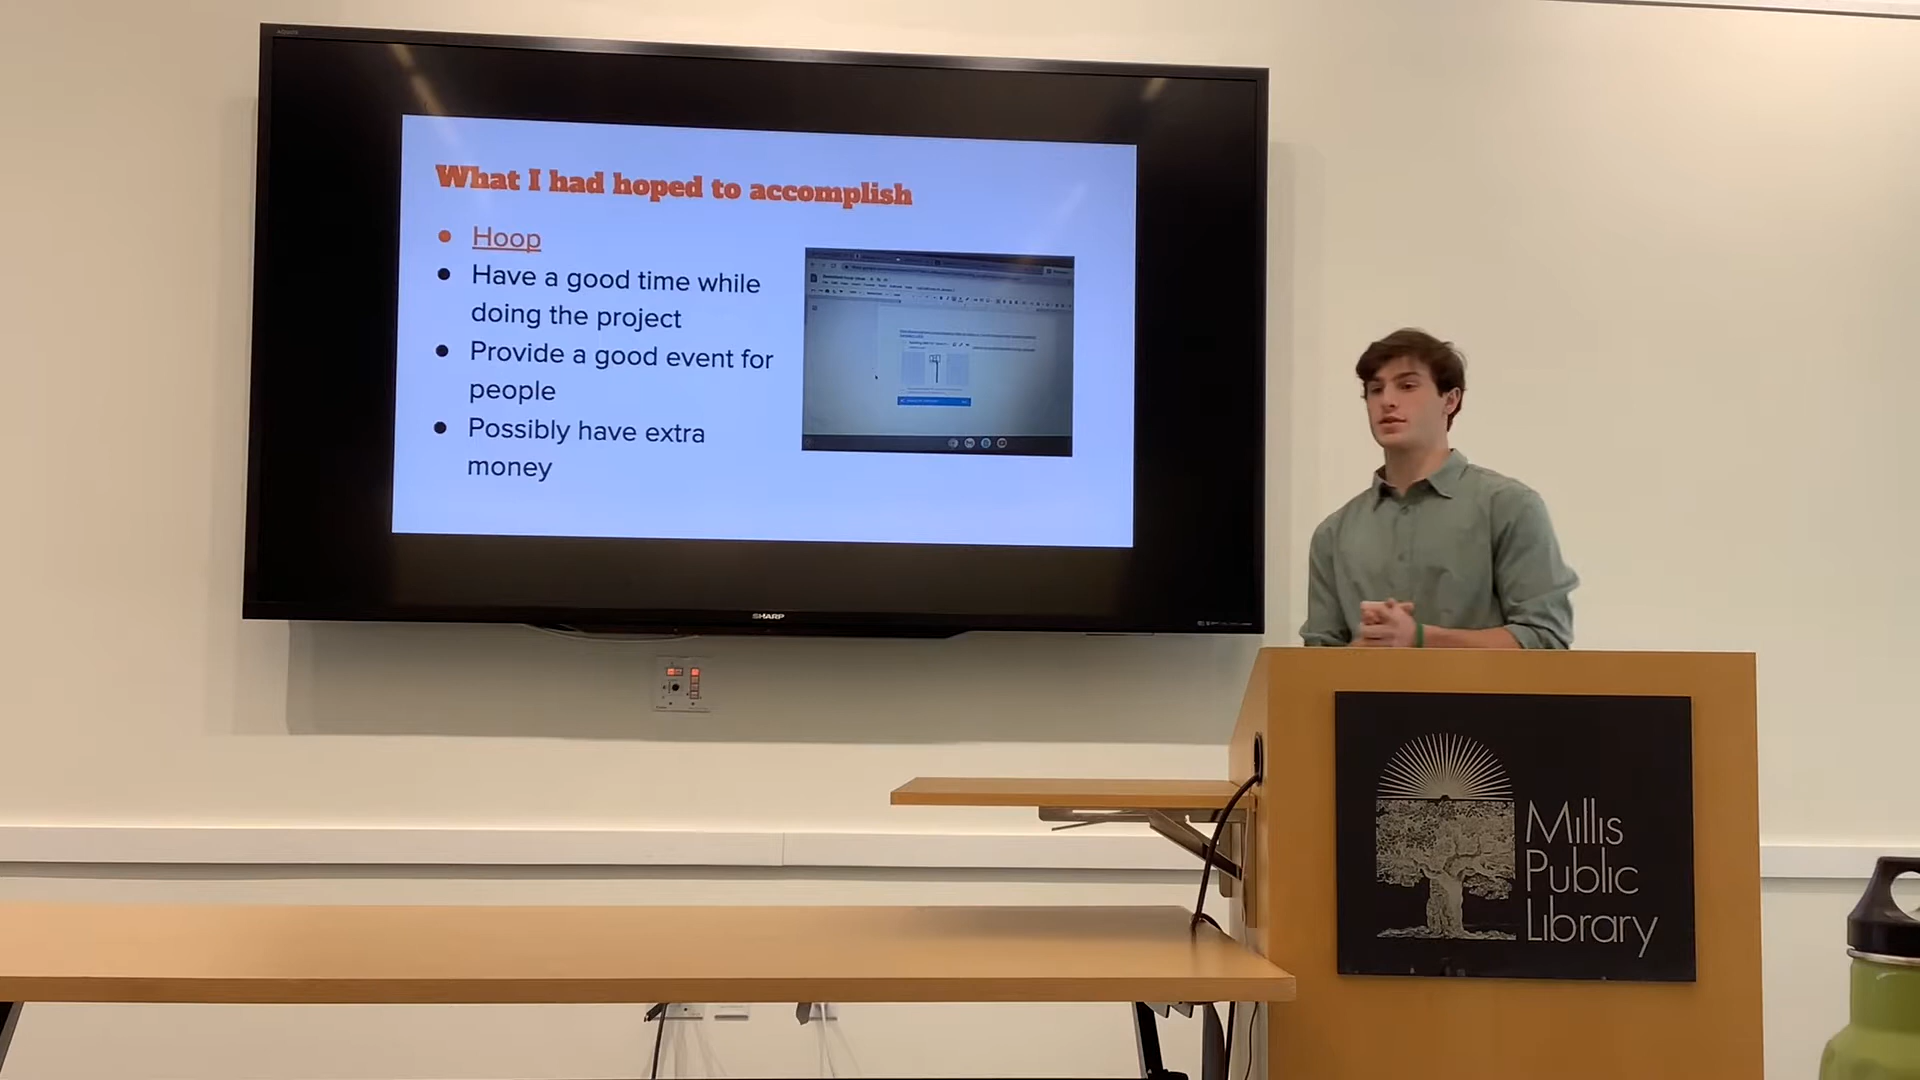 What I had hoped to accomplish
Hoop
Have a good time while
doing the project
Provide a good event for
people
Possibly have extra
money
SHARP
Millis
Public
Library